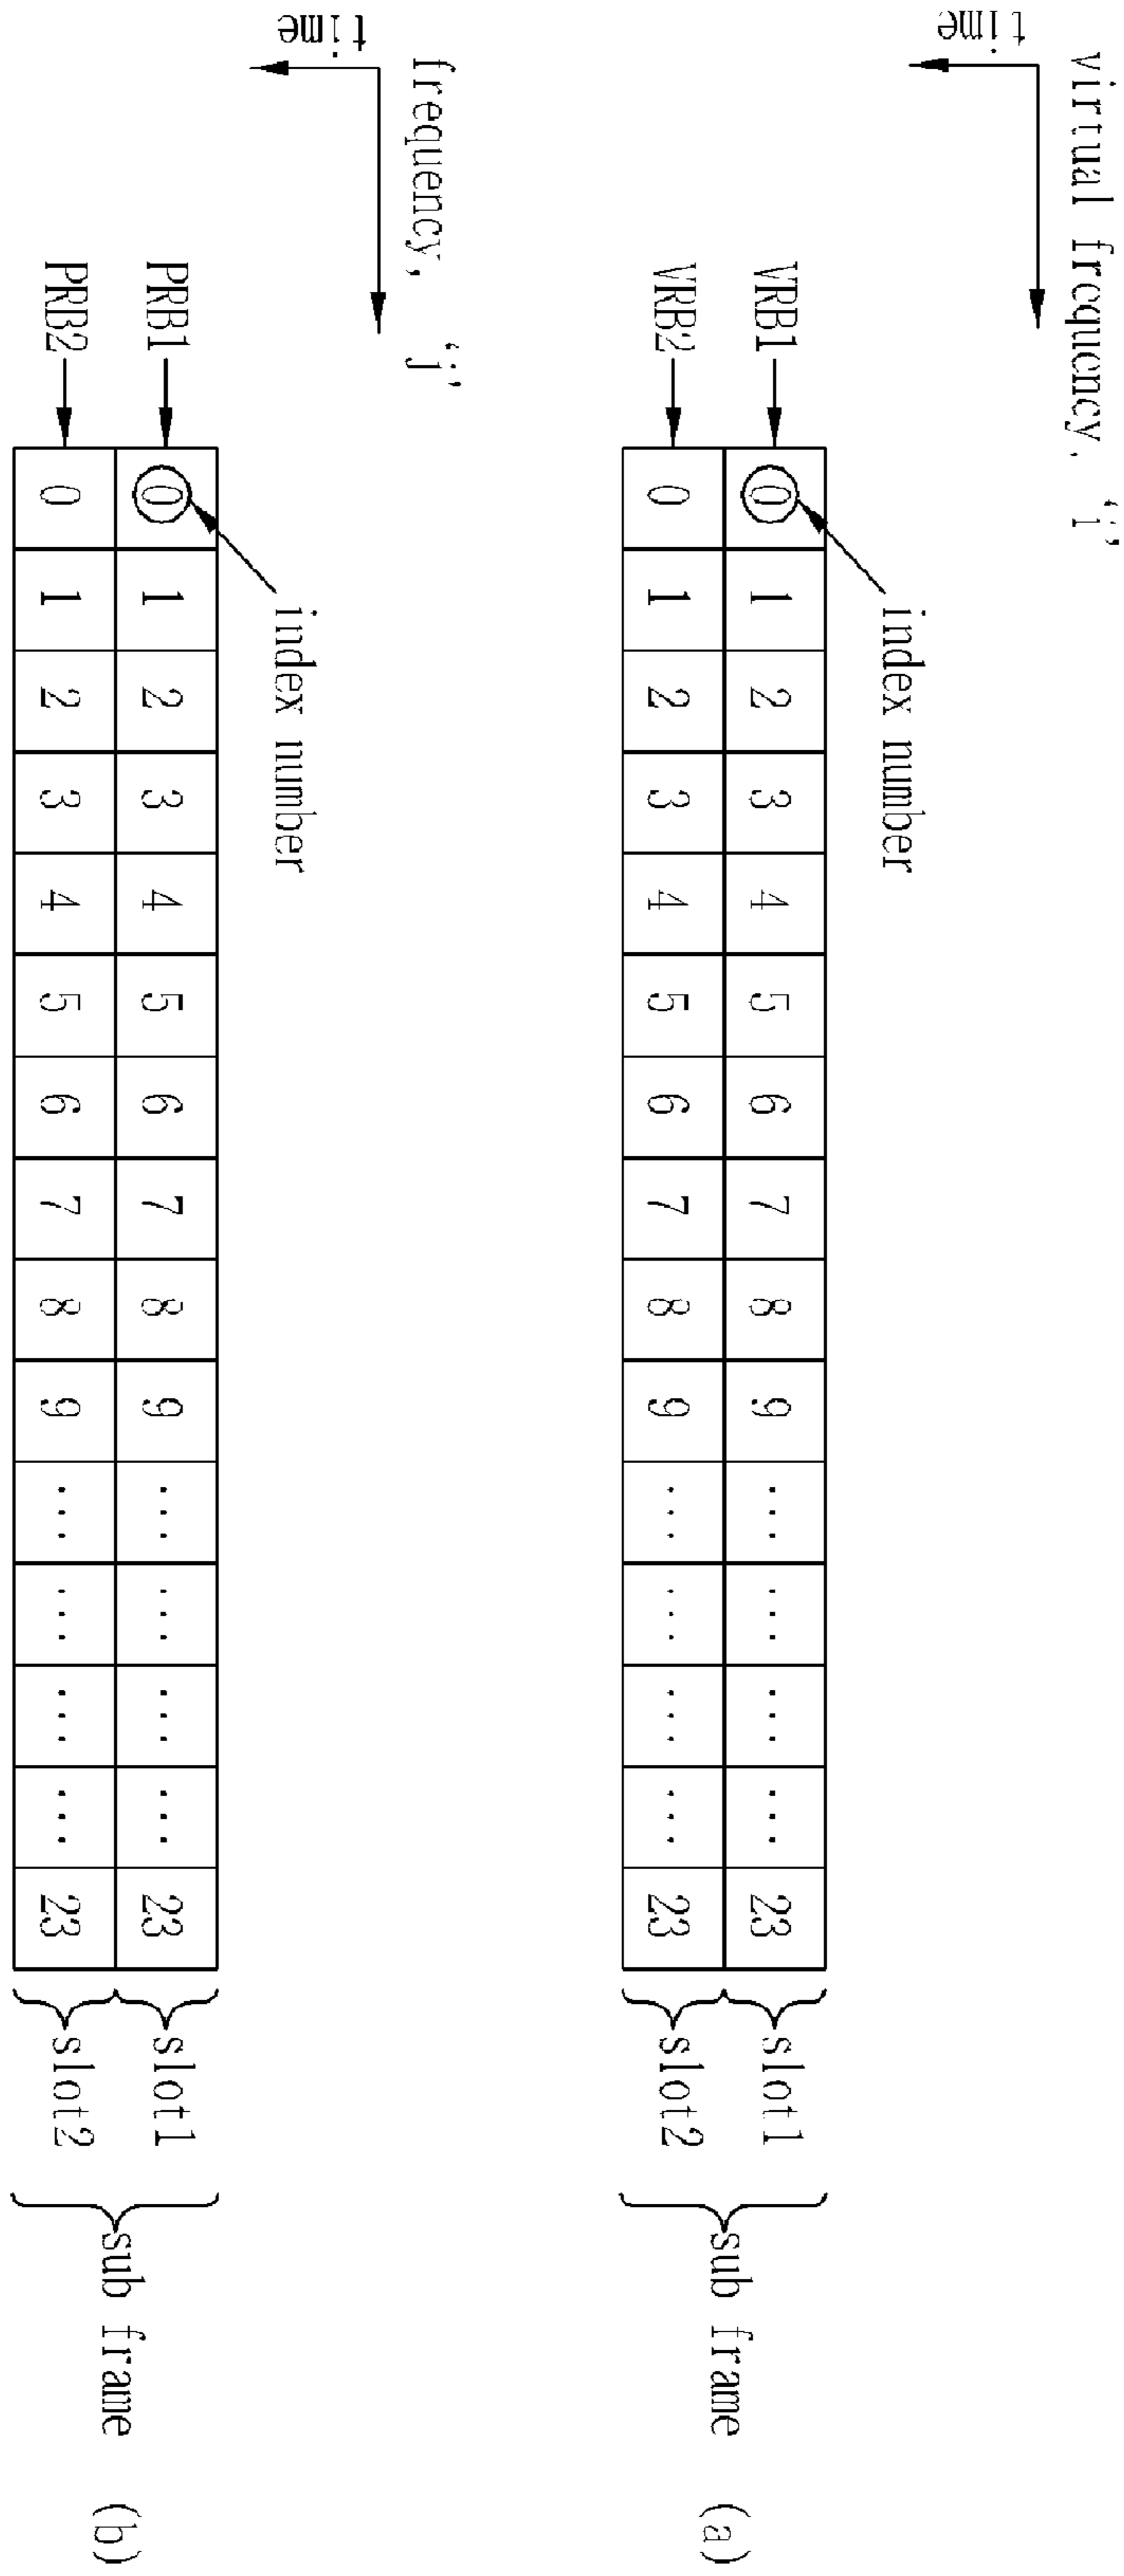 virtual frequency, ‘i’
time
index number
VRB1 0 1 2 3 4 5 6 7 8 9 ... ... ... ... 23 slot1
VRB2 0 1 2 3 4 5 6 7 8 9 ... ... ... ... 23 slot2
sub frame (a)
frequency, ‘j’
time
index number
PRB1 0 1 2 3 4 5 6 7 8 9 ... ... ... ... 23 slot1
PRB2 0 1 2 3 4 5 6 7 8 9 ... ... ... ... 23 slot2
sub frame (b)